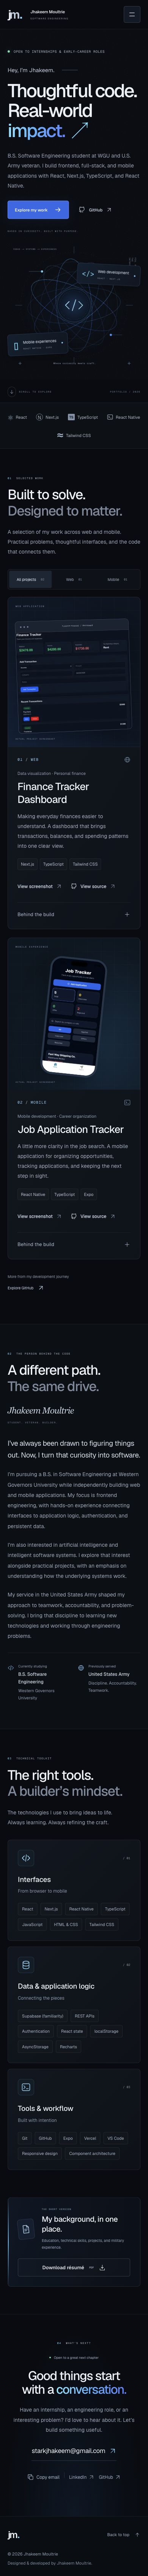 jm.
Jhakeem Moultrie
SOFTWARE ENGINEERING
OPEN TO INTERNSHIPS & EARLY-CAREER ROLES
Hey, I'm Jhakeem.
Thoughtful code.
Real-world
impact.
B.S. Software Engineering student at WGU and U.S.
Army veteran. I build frontend, full-stack, and mobile
applications with React, Next.js, TypeScript, and React
Native.
Explore my work
GitHub
Web development
Mobile experiences
SCROLL TO EXPLORE
React
Next.js
TypeScript
React Native
Tailwind CSS
01 SELECTED WORK
Built to solve.
Designed to matter.
A selection of my work across web and mobile.
Practical problems, thoughtful interfaces, and the code
that connects them.
All projects
Web
Mobile
WEB APPLICATION
Finance Tracker
01 / WEB
Data visualization · Personal finance
Finance Tracker
Dashboard
Making everyday finances easier to
understand. A dashboard that brings
transactions, balances, and spending patterns
into one clear view.
Next.js
TypeScript
Tailwind CSS
View screenshot
View source
Behind the build
MOBILE EXPERIENCE
Job Tracker
02 / MOBILE
Mobile development · Career organization
Job Application Tracker
A little more clarity in the job search. A mobile
application for organizing opportunities,
tracking applications, and keeping the next
step in sight.
React Native
TypeScript
Expo
View screenshot
View source
Behind the build
More from my development journey
Explore GitHub
02 THE PERSON BEHIND THE CODE
A different path.
The same drive.
Jhakeem Moultrie
STUDENT · VETERAN · BUILDER
I've always been drawn to figuring things
out. Now, I turn that curiosity into software.
I'm pursuing a B.S. in Software Engineering at Western
Governors University while independently building web
and mobile applications. My focus is on frontend
engineering, with hands-on experience extending
interfaces to application logic, authentication, and
persistent data.
I'm also interested in artificial intelligence and
intelligent software systems. I explore that interest
alongside practical projects, with an emphasis on
understanding how the underlying systems work.
My service in the United States Army shaped my
approach to teamwork, accountability, and problem-
solving. I bring that discipline to learning new
technologies and working through engineering
problems.
Currently studying
B.S. Software
Engineering
Western Governors
University
Previously served
United States Army
Discipline. Accountability.
Teamwork.
03 TECHNICAL TOOLKIT
The right tools.
A builder's mindset.
The technologies I use to bring ideas to life.
Always learning. Always refining the craft.
Interfaces
From browser to mobile
React
Next.js
React Native
TypeScript
JavaScript
HTML & CSS
Tailwind CSS
Data & application logic
Connecting the pieces
Supabase (familiarity)
REST APIs
Authentication
React state
localStorage
AsyncStorage
Recharts
Tools & workflow
Built with intention
Git
GitHub
Expo
Vercel
VS Code
Responsive design
Component architecture
My background, in one
place.
Education, technical skills, projects, and military
experience.
Download résumé
04 WHAT'S NEXT?
Open to a great next chapter
Good things start
with a conversation.
Have an internship, an engineering role, or an
interesting problem? I'd love to hear about it. Let's
build something useful.
starkjhakeem@gmail.com
Copy email
LinkedIn
GitHub
jm.
Back to top
© 2025 Jhakeem Moultrie
Designed & developed by Jhakeem Moultrie.